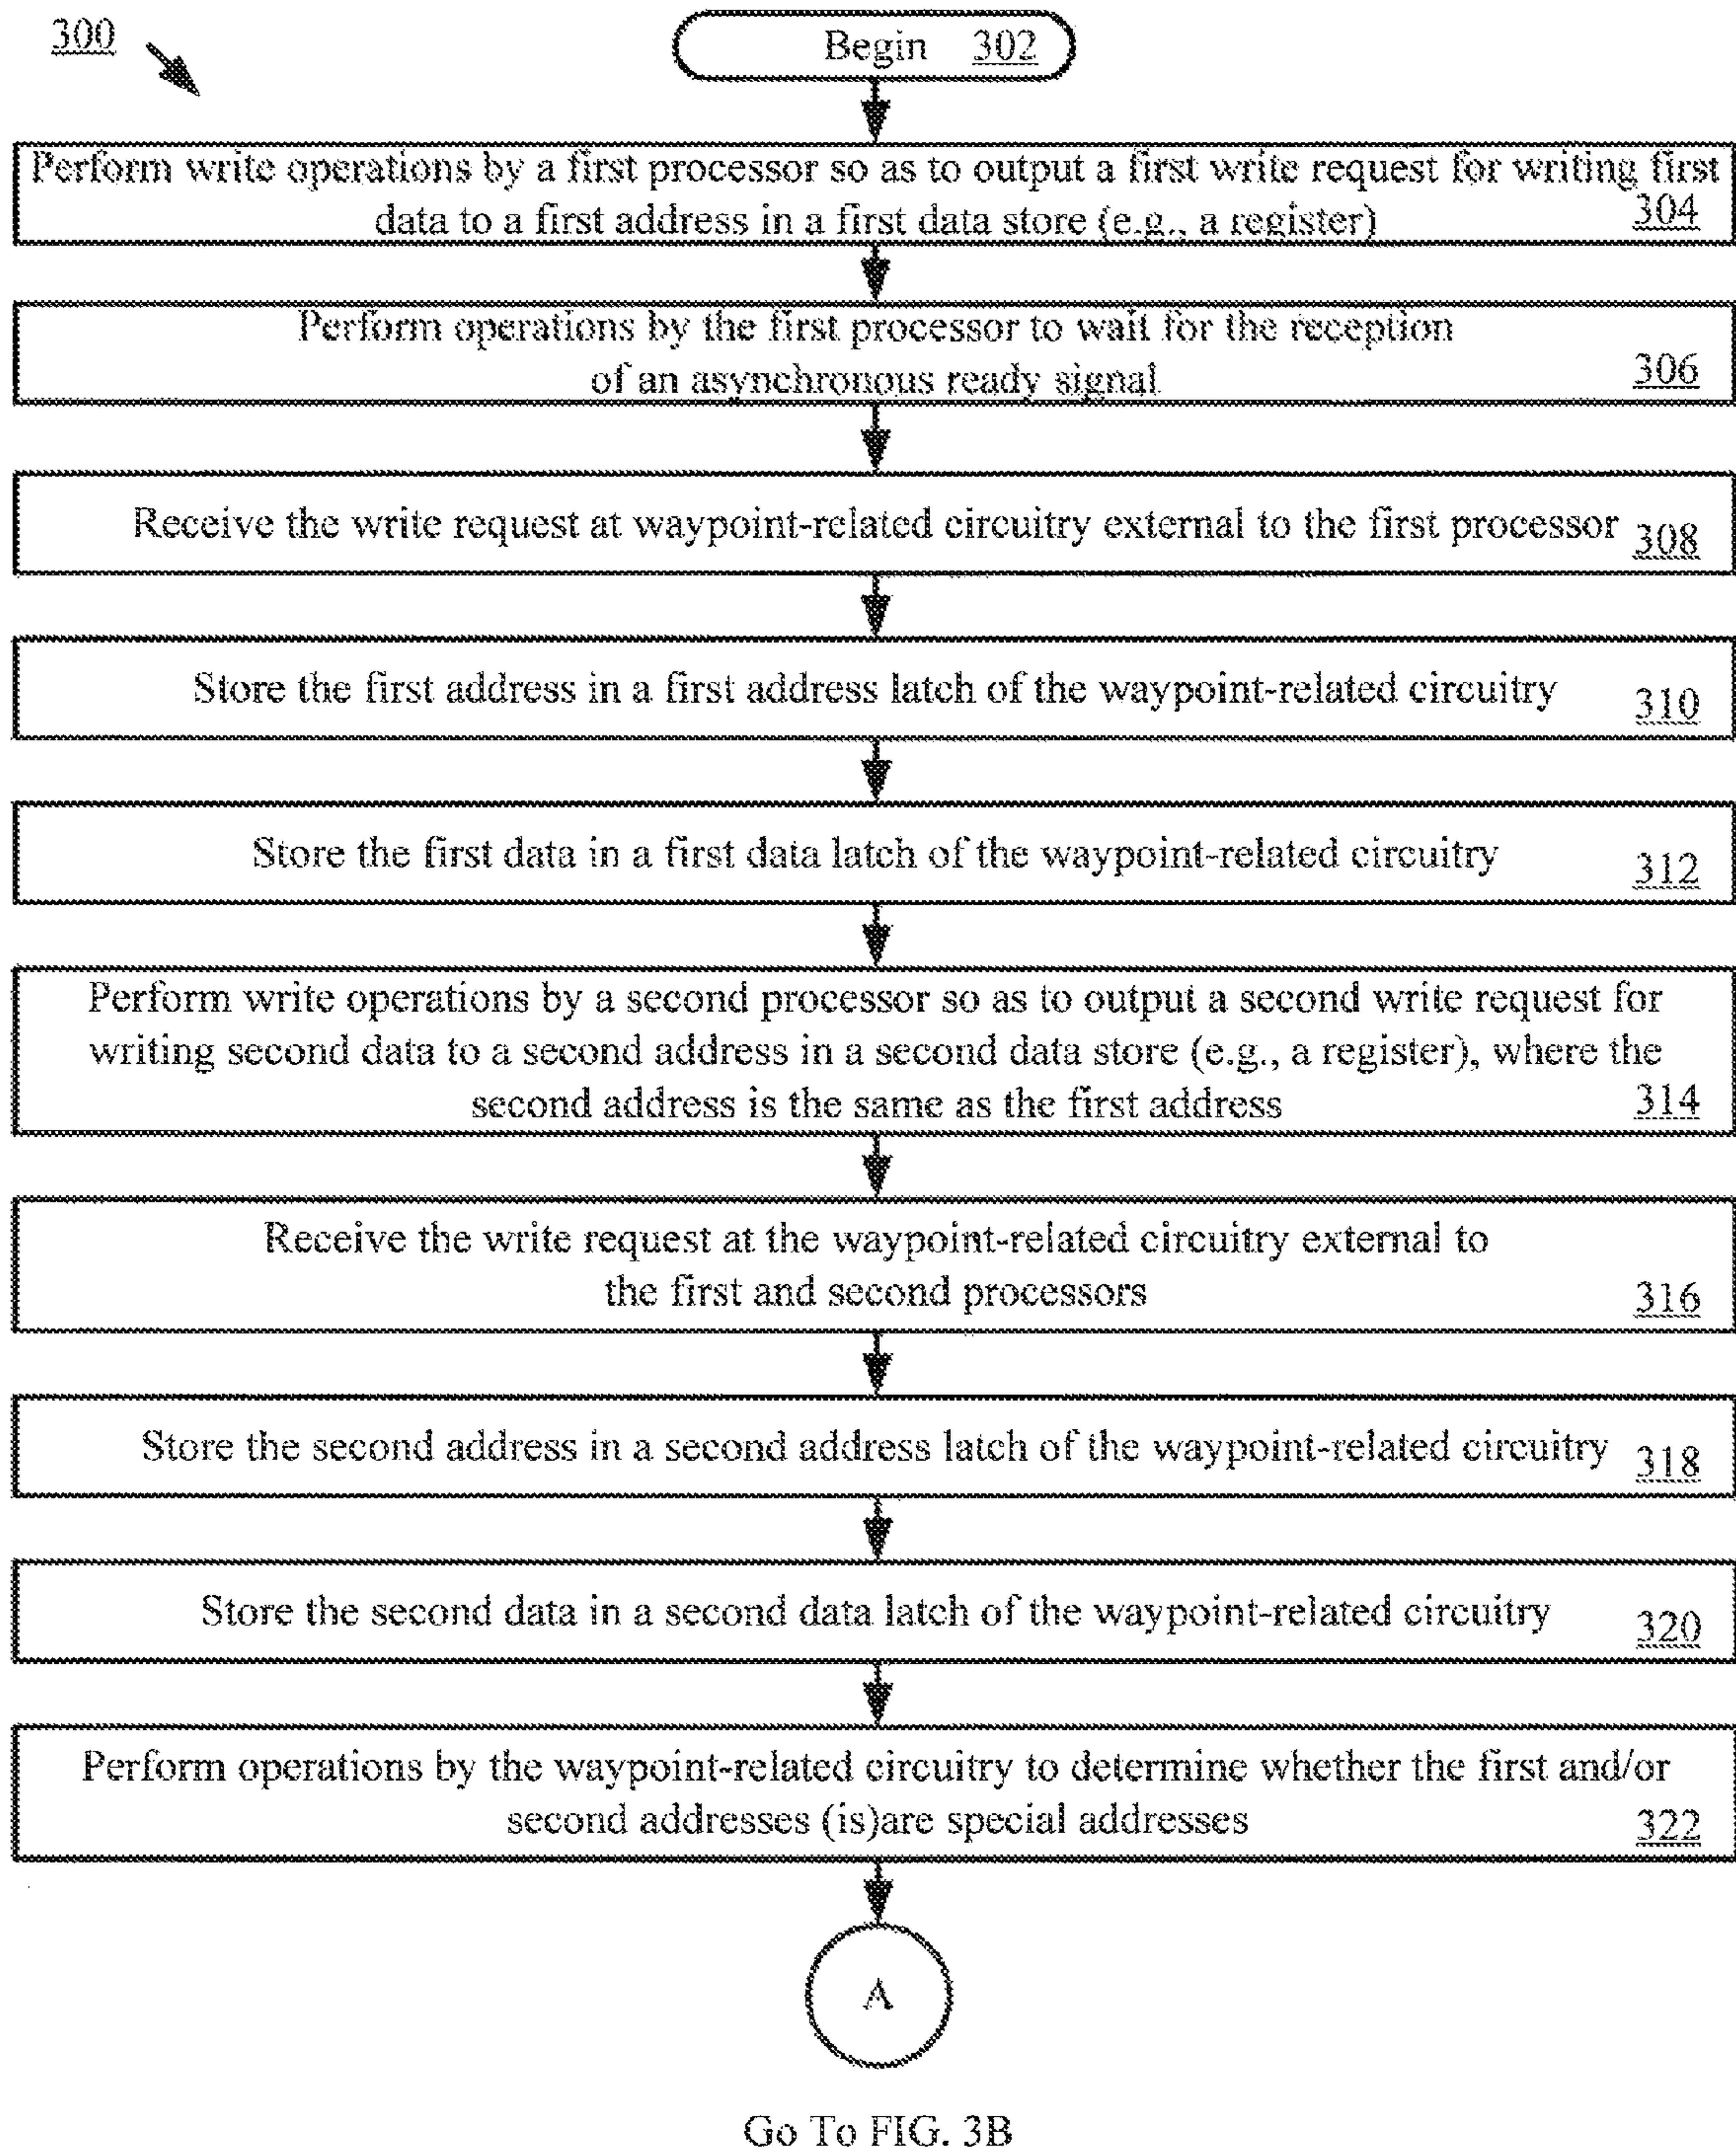 300
Begin 302
Perform write operations by a first processor so as to output a first write request for writing first
data to a first address in a first data store (e.g., a register) 304
Perform operations by the first processor to wait for the reception
of an asynchronous ready signal 306
Receive the write request at waypoint-related circuitry external to the first processor 308
Store the first address in a first address latch of the waypoint-related circuitry 310
Store the first data in a first data latch of the waypoint-related circuitry 312
Perform write operations by a second processor so as to output a second write request for
writing second data to a second address in a second data store (e.g., a register), where the
second address is the same as the first address 314
Receive the write request at the waypoint-related circuitry external to
the first and second processors 316
Store the second address in a second address latch of the waypoint-related circuitry 318
Store the second data in a second data latch of the waypoint-related circuitry 320
Perform operations by the waypoint-related circuitry to determine whether the first and/or
second addresses (is)are special addresses 322
A
Go To FIG. 3B